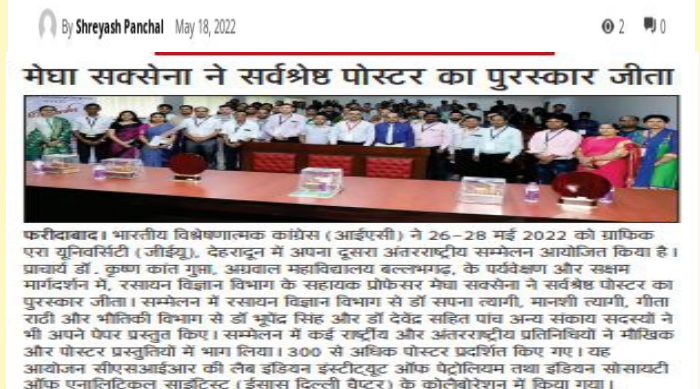 By Shreyash Panchal May 18, 2022 2 0
मेघा सक्सेना ने सर्वश्रेष्ठ पोस्टर का पुरस्कार जीता
फरीदाबाद। भारतीय विश्लेषणात्मक कांग्रेस (आईएसी) ने 26-28 मई 2022 को ग्राफिक
एरा यूनिवर्सिटी (जीईयू), देहरादून में अपना दूसरा अंतरराष्ट्रीय सम्मेलन आयोजित किया है।
प्राचार्य डॉ. कृष्ण कांत गुप्ता, अग्रवाल महाविद्यालय बल्लभगढ़, के पर्यवेक्षण और सक्षम
मार्गदर्शन में, रसायन विज्ञान विभाग के सहायक प्रोफेसर मेघा सक्सेना ने सर्वश्रेष्ठ पोस्टर का
पुरस्कार जीता। सम्मेलन में रसायन विज्ञान विभाग से डॉ सपना त्यागी, मानशी त्यागी, गीता
राठी और भौतिकी विभाग से डॉ भूपेंद्र सिंह और डॉ देवेंद्र सहित पांच अन्य संकाय सदस्यों ने
भी अपने पेपर प्रस्तुत किए। सम्मेलन में कई राष्ट्रीय और अंतरराष्ट्रीय प्रतिनिधियों ने मौखिक
और पोस्टर प्रस्तुतियों में भाग लिया। 300 से अधिक पोस्टर प्रदर्शित किए गए। यह
आयोजन सीएसआईआर की लैब इंडियन इंस्टीट्यूट ऑफ पेट्रोलियम तथा इंडियन सोसायटी
ऑफ एनालिटिकल साइंटिस्ट (ईसास दिल्ली चैप्टर) के कोलैबोरेशन में किया गया।